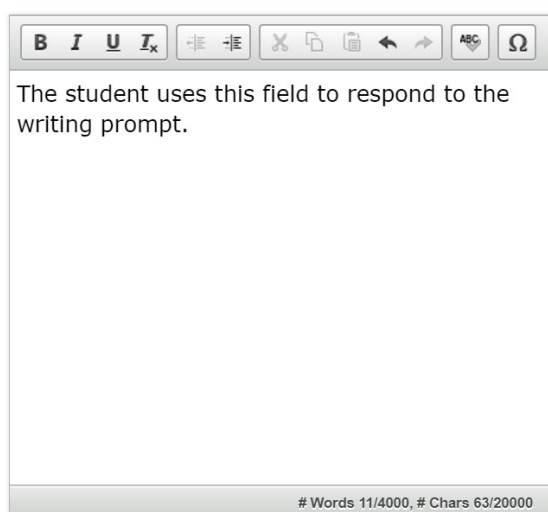 B I U Ix ABC Ω
The student uses this field to respond to the
writing prompt.
# Words 11/4000, # Chars 63/20000